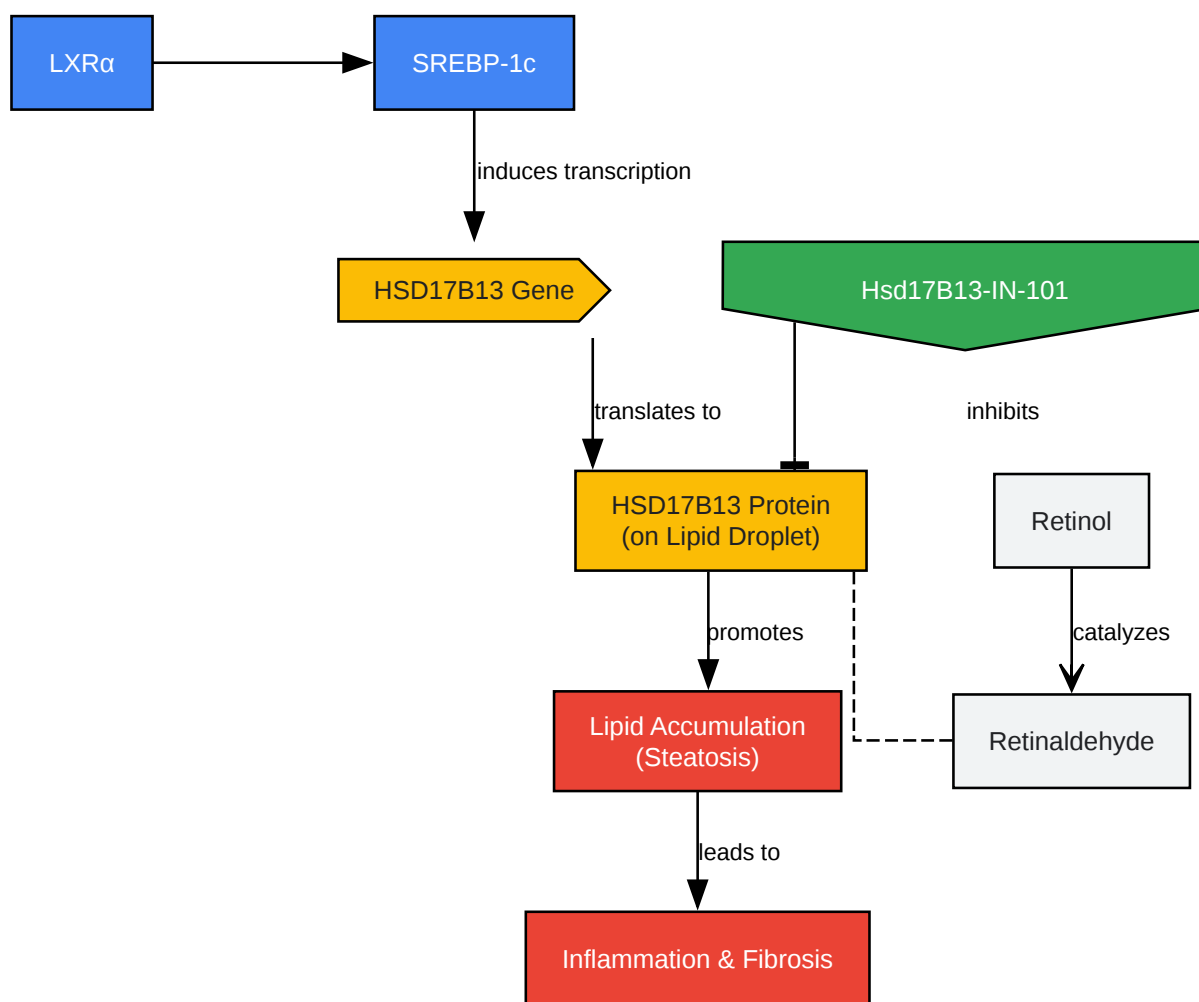 LXRα
SREBP-1c
induces transcription
HSD17B13 Gene
Hsd17B13-IN-101
translates to
inhibits
HSD17B13 Protein
(on Lipid Droplet)
Retinol
promotes
catalyzes
Lipid Accumulation
(Steatosis)
Retinaldehyde
leads to
Inflammation & Fibrosis